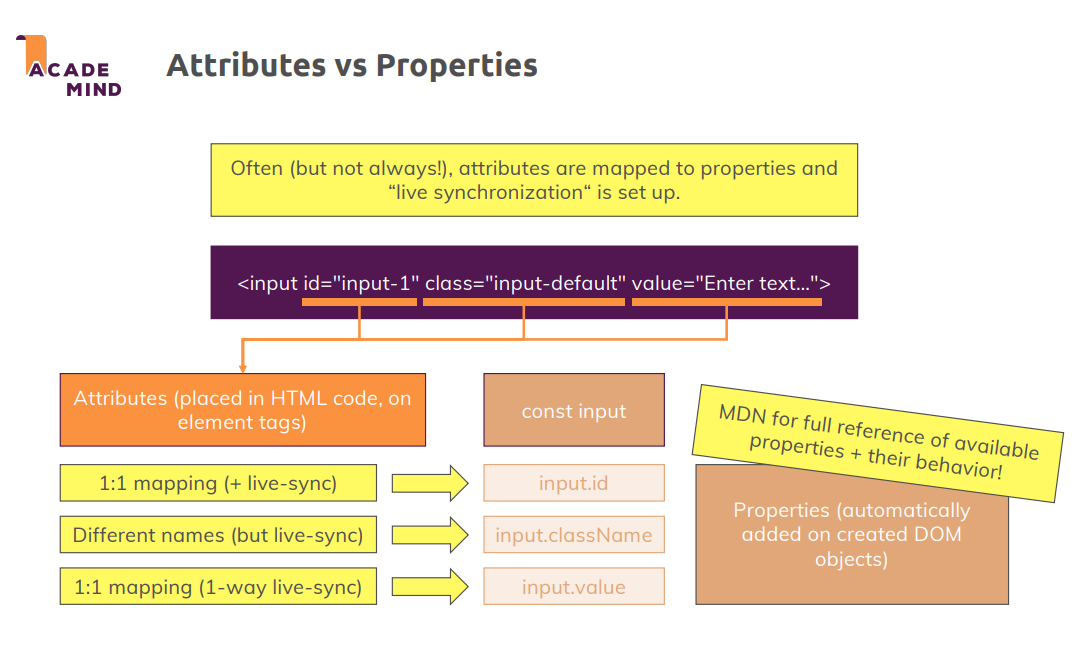 ACADE
MIND
Attributes vs Properties
Often (but not always!), attributes are mapped to properties and
“live synchronization“ is set up.
<input id="input-1" class="input-default" value="Enter text...">
Attributes (placed in HTML code, on
element tags)
const input
MDN for full reference of available
properties + their behavior!
1:1 mapping (+ live-sync)
input.id
Different names (but live-sync)
input.className
1:1 mapping (1-way live-sync)
input.value
Properties (automatically
added on created DOM
objects)